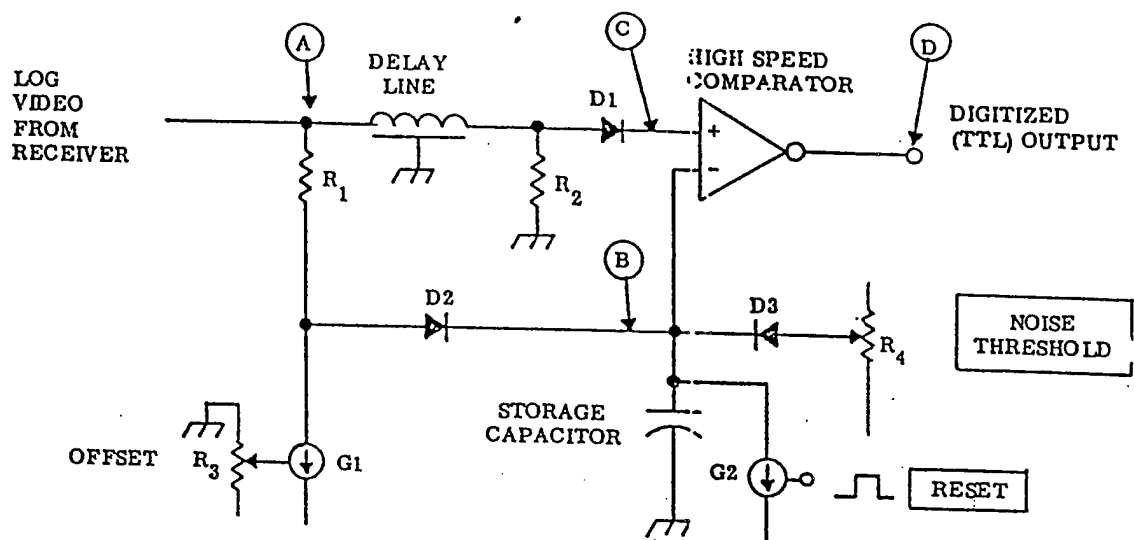 A
C
D
LOG
VIDEO
FROM
RECEIVER
DELAY
LINE
D1
HIGH SPEED
COMPARATOR
DIGITIZED
(TTL) OUTPUT
+
-
R1
R2
B
D2
D3
R4
NOISE
THRESHOLD
STORAGE
CAPACITOR
OFFSET
R3
G1
G2
RESET